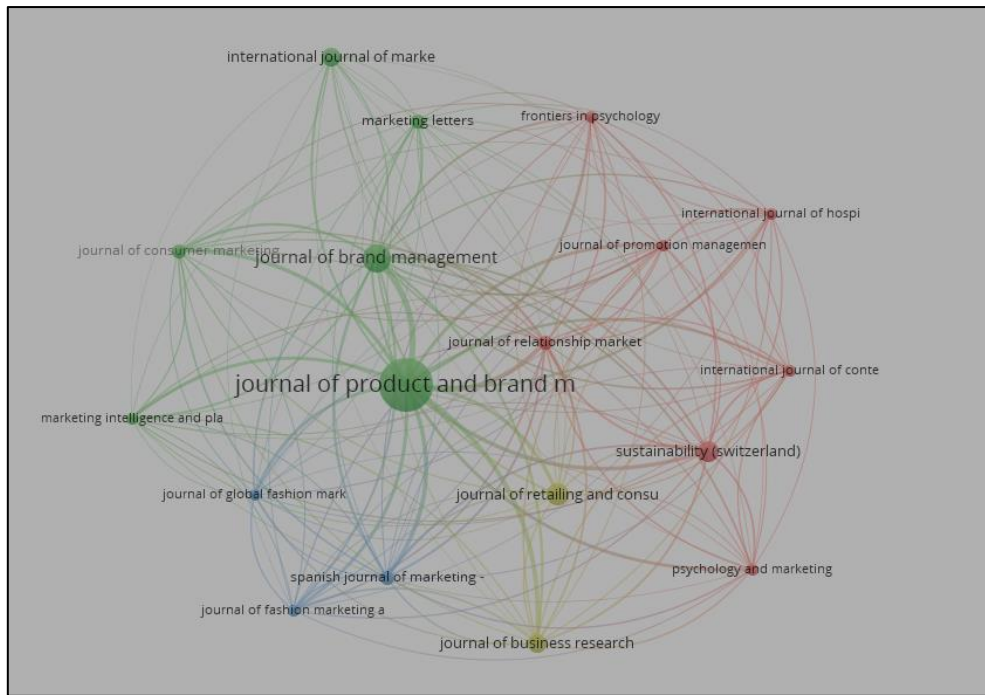 international journal of marke
marketing letters
frontiers in psychology
international journal of hospi
journal of promotion managemen
journal of consumer marketing
journal of brand management
journal of relationship market
international journal of conte
journal of product and brand m
marketing intelligence and pla
sustainability (switzerland)
journal of global fashion mark
journal of retailing and consu
psychology and marketing
spanish journal of marketing -
journal of fashion marketing a
journal of business research